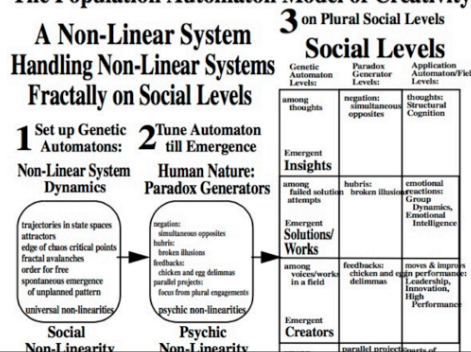 The Population Automaton Model of Creativity
A Non-Linear System
Handling Non-Linear Systems
Fractally on Social Levels
1 Set up Genetic
Automatons:
Non-Linear System
Dynamics
trajectories in state spaces
attractors
edge of chaos critical points
fractal avalanches
order for free
spontaneous emergence
of unplanned pattern
universal non-linearities
Social
Non-Linearity
2 Tune Automaton
till Emergence
Human Nature:
Paradox Generators
negation:
simultaneous opposites
hubris:
broken illusions
feedbacks:
chicken and egg delimmas
parallel projects:
focus from plural engagements
psychic non-linearities
Psychic
Non-Linearity
3 on Plural Social Levels
Social Levels
Genetic
Automaton
Levels:
Paradox
Generator
Levels:
Application
Automaton/Fiel
Levels:
among
thoughts
Emergent
Insights
negation:
simultaneous
opposites
thoughts:
Structural
Cognition
among
failed solution
attempts
Emergent
Solutions/
Works
hubris:
broken illusions
emotional
reactions:
Group
Dynamics,
Emotional
Intelligence
among
voices/works
in a field
Emergent
Creators
feedbacks:
chicken and egg
delimmas
moves & improvs
in performance:
Leadership,
Innovation,
High
Performance
parallel projects